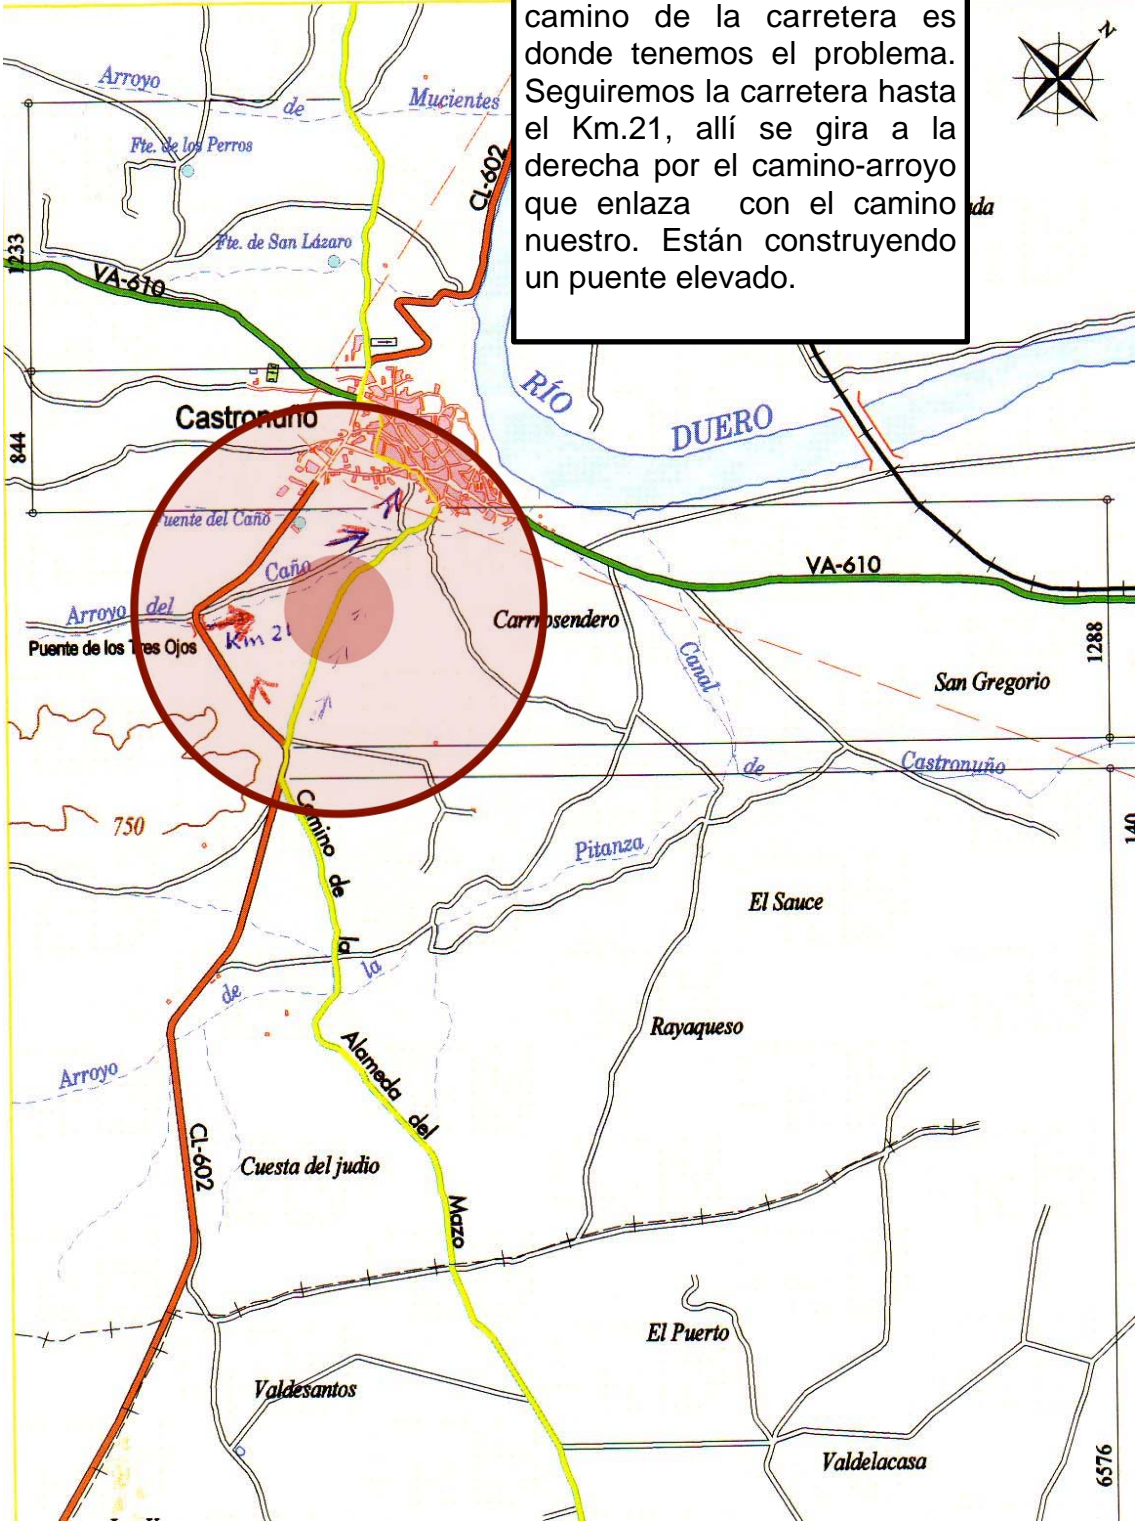 camino de la carretera es
donde tenemos el problema.
Seguiremos la carretera hasta
el Km.21, allí se gira a la
derecha por el camino-arroyo
que enlaza con el camino
nuestro. Están construyendo
un puente elevado.
N
Arroyo de Mucientes
Fte. de los Perros
CL-602
ada
1233
Fte. de San Lázaro
VA-610
RÍO DUERO
Castronuño
844
Fuente del Caño
VA-610
Arroyo del Caño
Carrrosendero
Km 21
Puente de los Tres Ojos
1288
Canal de Castronuño
San Gregorio
750
140
Camino de la Alameda del Mazo
Pitanza
El Sauce
Arroyo de la
Rayaqueso
CL-602
Cuesta del judio
El Puerto
Valdesantos
Valdelacasa
6576